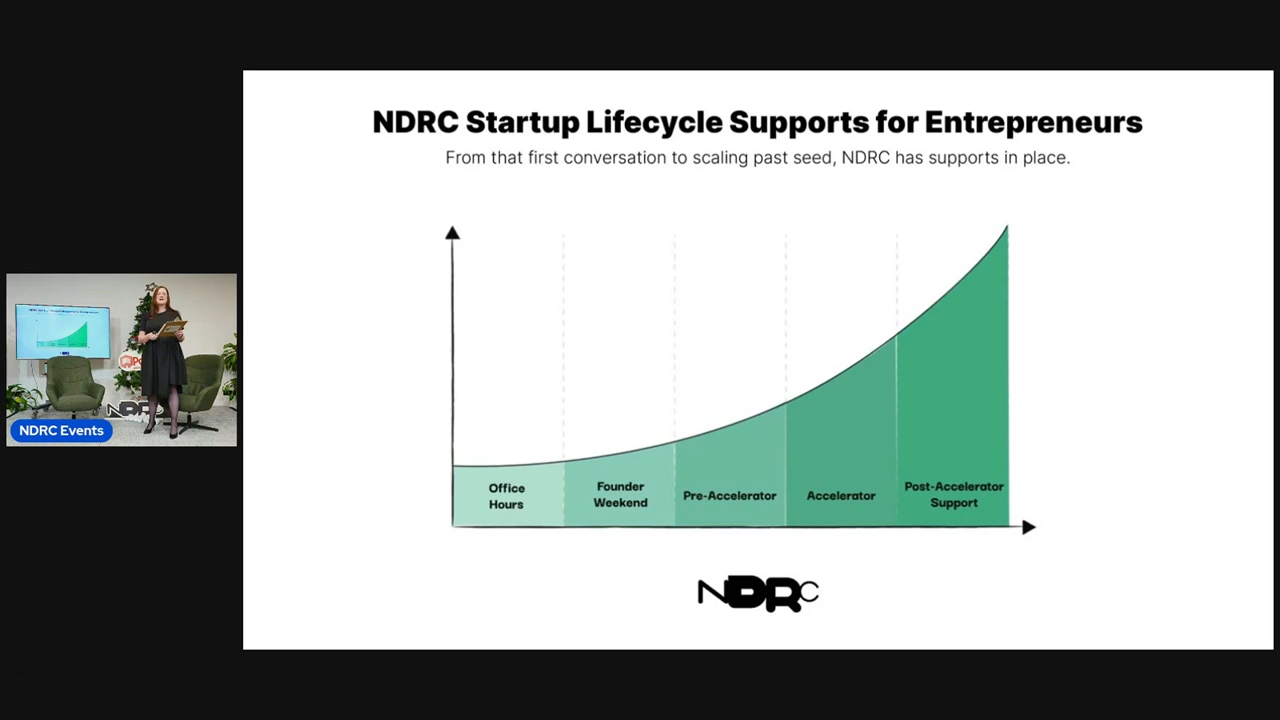 NDRC Startup Lifecycle Supports for Entrepreneurs
From that first conversation to scaling past seed, NDRC has supports in place.
Office
Hours
Founder
Weekend
Pre-Accelerator
Accelerator
Post-Accelerator
Support
NDRC
NDRC
NDRC Events